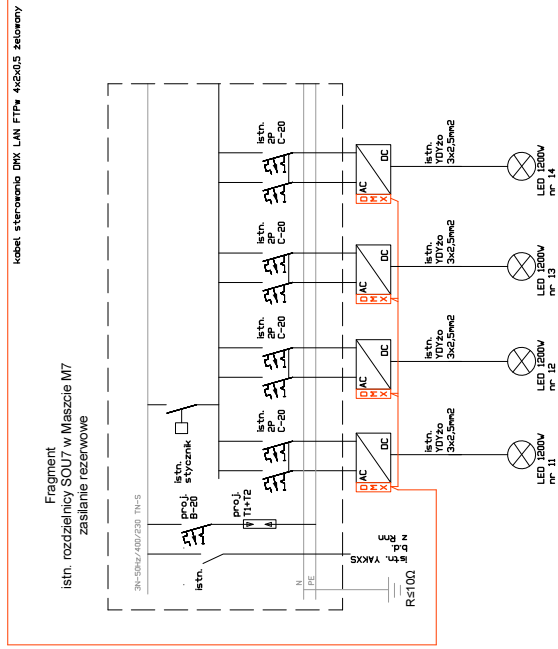 kabel sterowania DMX LAN FTPw 4x2x0,5 żelowany
Fragment
istn. rozdzielnicy SOU7 w Maszcie M7
zasilanie rezerwowe
3N-50Hz/400/230 TN-S
N
PE
istn.
proj.
B-20
proj.
T1+T2
istn.
stycznik
istn. YAKXS
b.d.
z Rnn
R≤10Ω
istn.
2P
C-20
istn.
2P
C-20
istn.
2P
C-20
istn.
2P
C-20
AC
DC
DMX
AC
DC
DMX
AC
DC
DMX
AC
DC
DMX
istn.
YDYżo
3x2,5mm2
istn.
YDYżo
3x2,5mm2
istn.
YDYżo
3x2,5mm2
istn.
YDYżo
3x2,5mm2
LED 1200W
nr 11
LED 1200W
nr 12
LED 1200W
nr 13
LED 1200W
nr 14